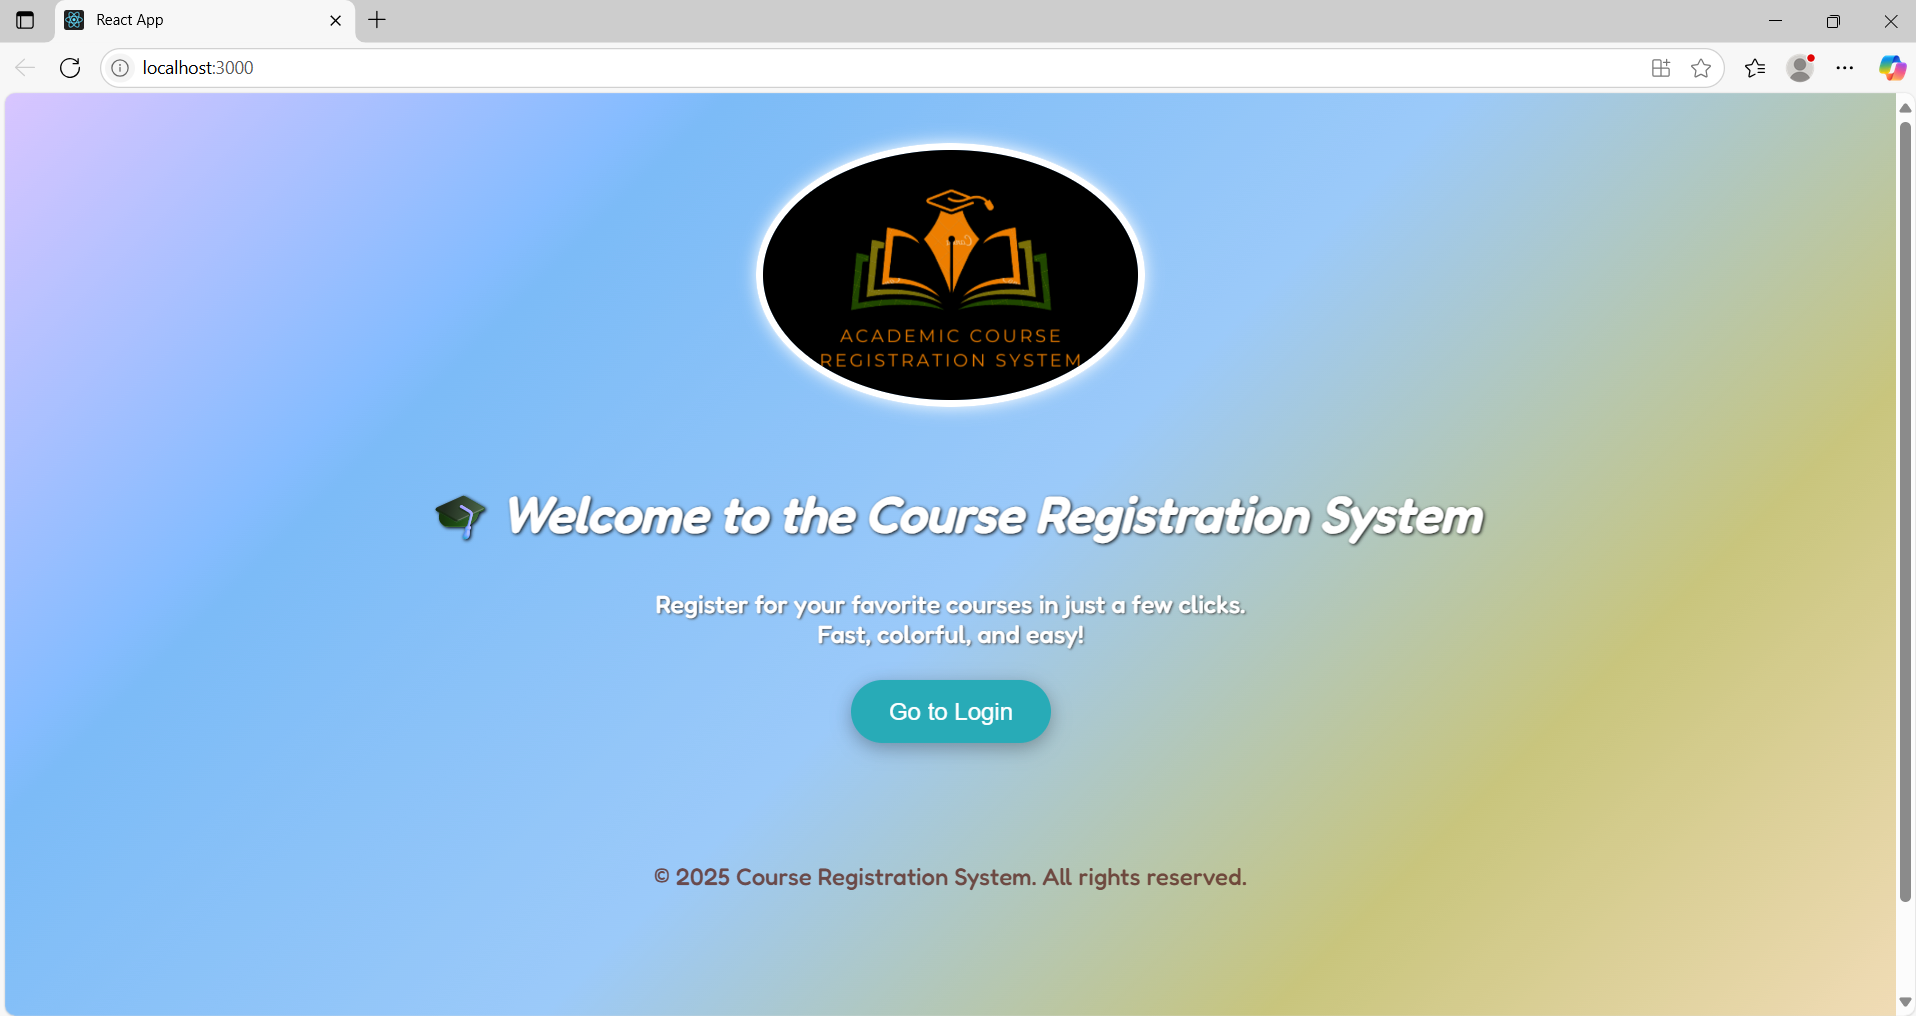 React App
localhost:3000
ACADEMIC COURSE
REGISTRATION SYSTEM
Welcome to the Course Registration System
Register for your favorite courses in just a few clicks.
Fast, colorful, and easy!
Go to Login
© 2025 Course Registration System. All rights reserved.